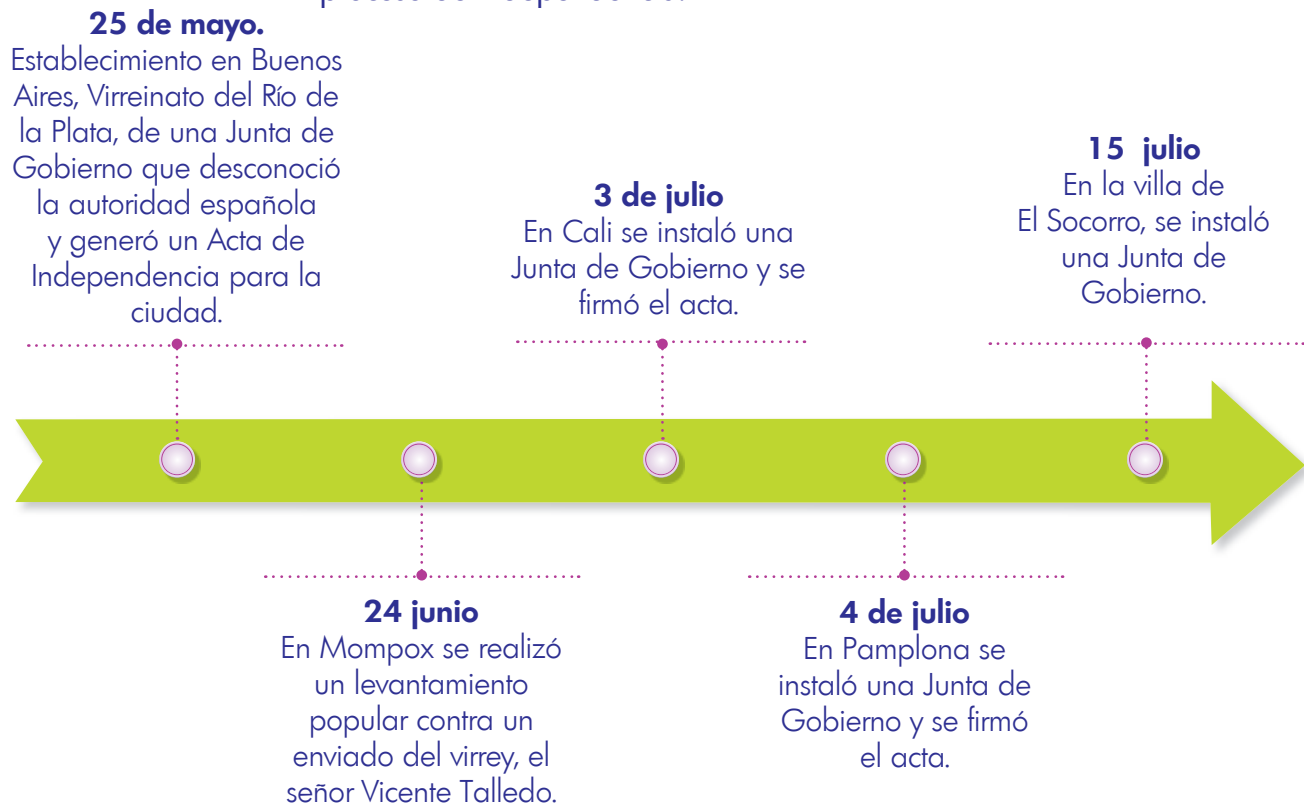 25 de mayo.
Establecimiento en Buenos
Aires, Virreinato del Río de
la Plata, de una Junta de
Gobierno que desconoció
la autoridad española
y generó un Acta de
Independencia para la
ciudad.
24 junio
En Mompox se realizó
un levantamiento
popular contra un
enviado del virrey, el
señor Vicente Talledo.
3 de julio
En Cali se instaló una
Junta de Gobierno y se
firmó el acta.
4 de julio
En Pamplona se
instaló una Junta de
Gobierno y se firmó
el acta.
15 julio
En la villa de
El Socorro, se instaló
una Junta de
Gobierno.